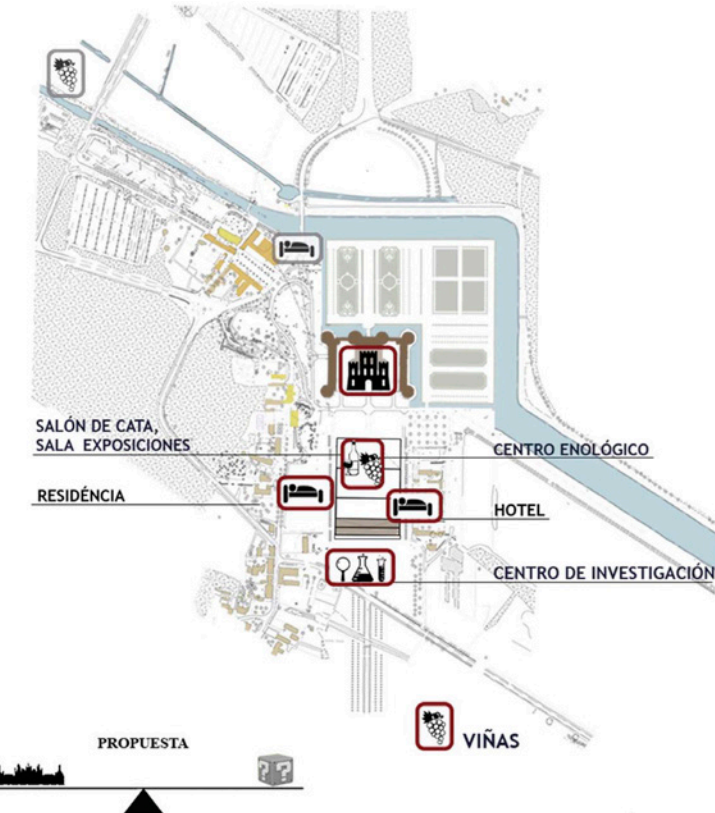 SALÓN DE CATA,
SALA EXPOSICIONES
CENTRO ENOLÓGICO
RESIDÉNCIA
HOTEL
CENTRO DE INVESTIGACIÓN
VIÑAS
PROPUESTA
? ?